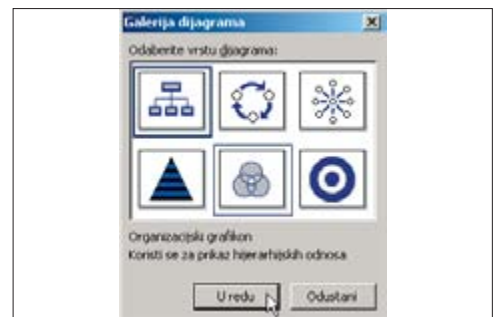 Galerija dijagrama
Odaberite vrstu dijagrama:
Organizacijski grafikon
Koristi se za prikaz hijerarhijskih odnosa
U redu
Odustani